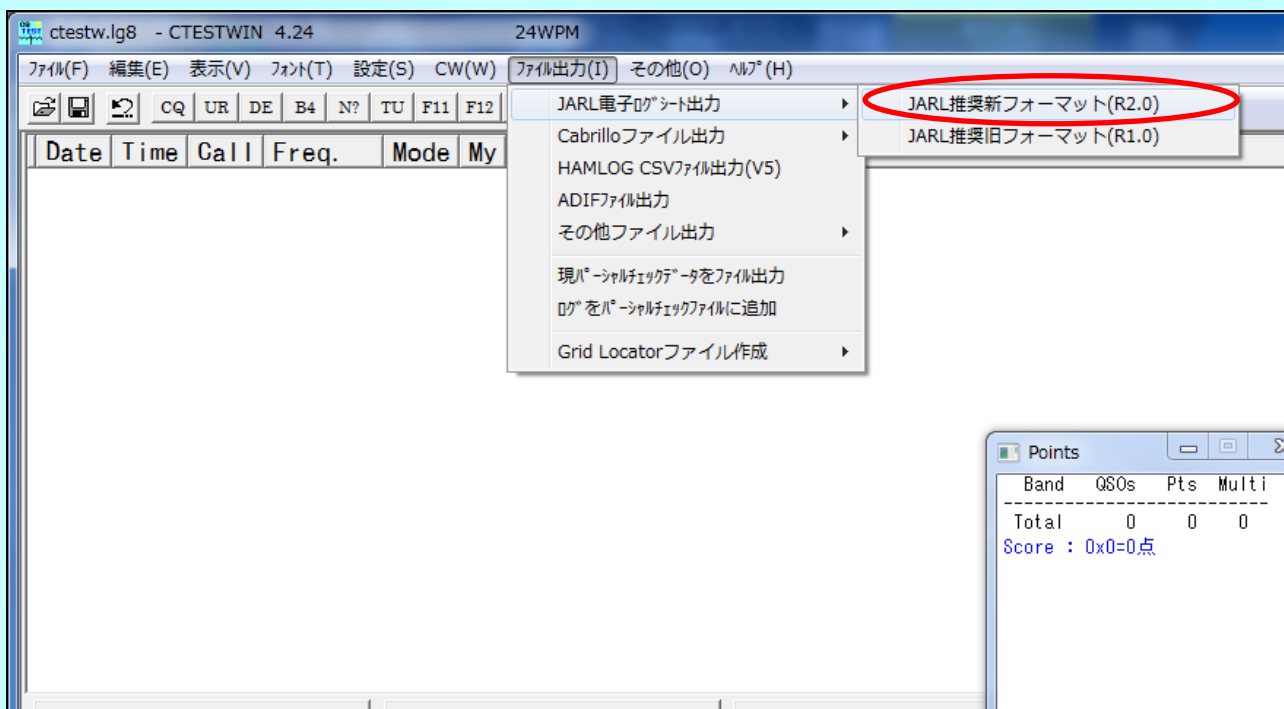 ctestw.lg8 - CTESTWIN 4.24 24WPM
ﾌｧｲﾙ(F) 編集(E) 表示(V) ﾌｫﾝﾄ(T) 設定(S) CW(W) ﾌｧｲﾙ出力(I) その他(O) ﾍﾙﾌﾟ(H)
CQ UR DE B4 N? TU F11 F12
Date Time Call Freq. Mode My
JARL電子ﾛｸﾞｼｰﾄ出力
Cabrilloファイル出力
HAMLOG CSVﾌｧｲﾙ出力(V5)
ADIFﾌｧｲﾙ出力
その他ファイル出力
現ﾊﾟｰｼｬﾙﾁｪｯｸﾃﾞｰﾀをﾌｧｲﾙ出力
ﾛｸﾞをﾊﾟｰｼｬﾙﾁｪｯｸﾌｧｲﾙに追加
Grid Locatorファイル作成
JARL推奨新フォーマット(R2.0)
JARL推奨旧フォーマット(R1.0)
Points
Band QSOs Pts Multi
Total 0 0 0
Score : 0x0=0点